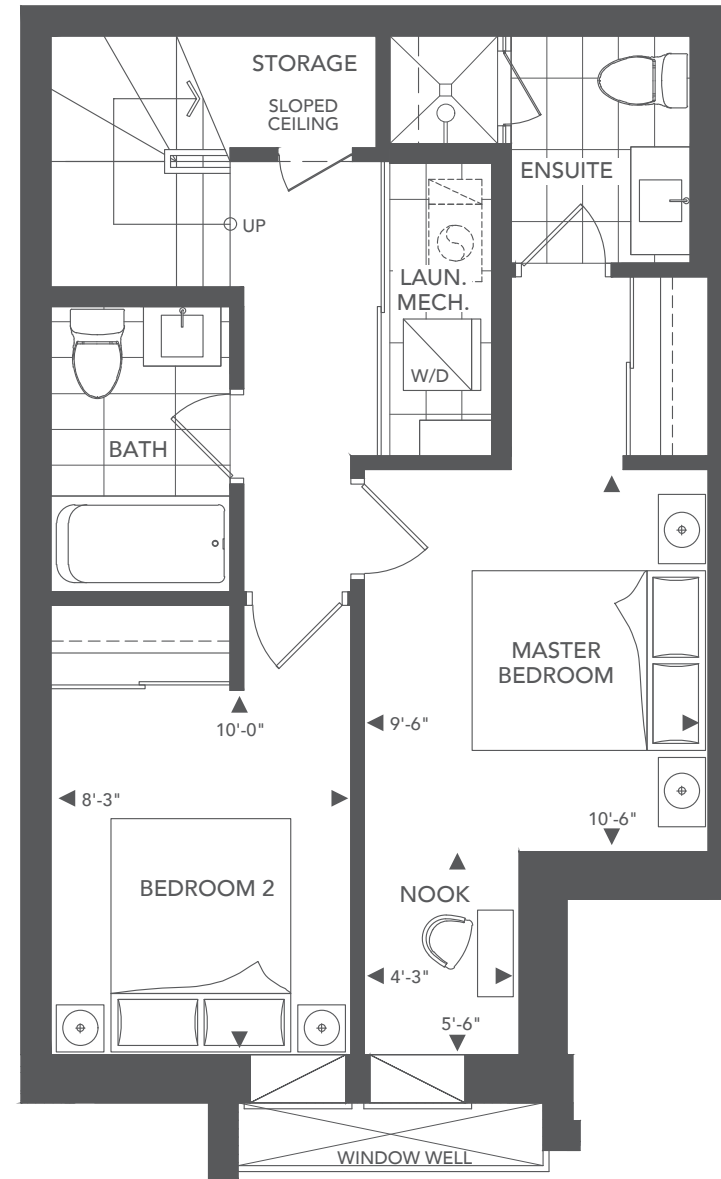 STORAGE
SLOPED
CEILING
ENSUITE
UP
LAUN.
MECH.
W/D
BATH
MASTER
BEDROOM
10'-0"
9'-6"
8'-3"
10'-6"
BEDROOM 2
NOOK
4'-3"
5'-6"
WINDOW WELL